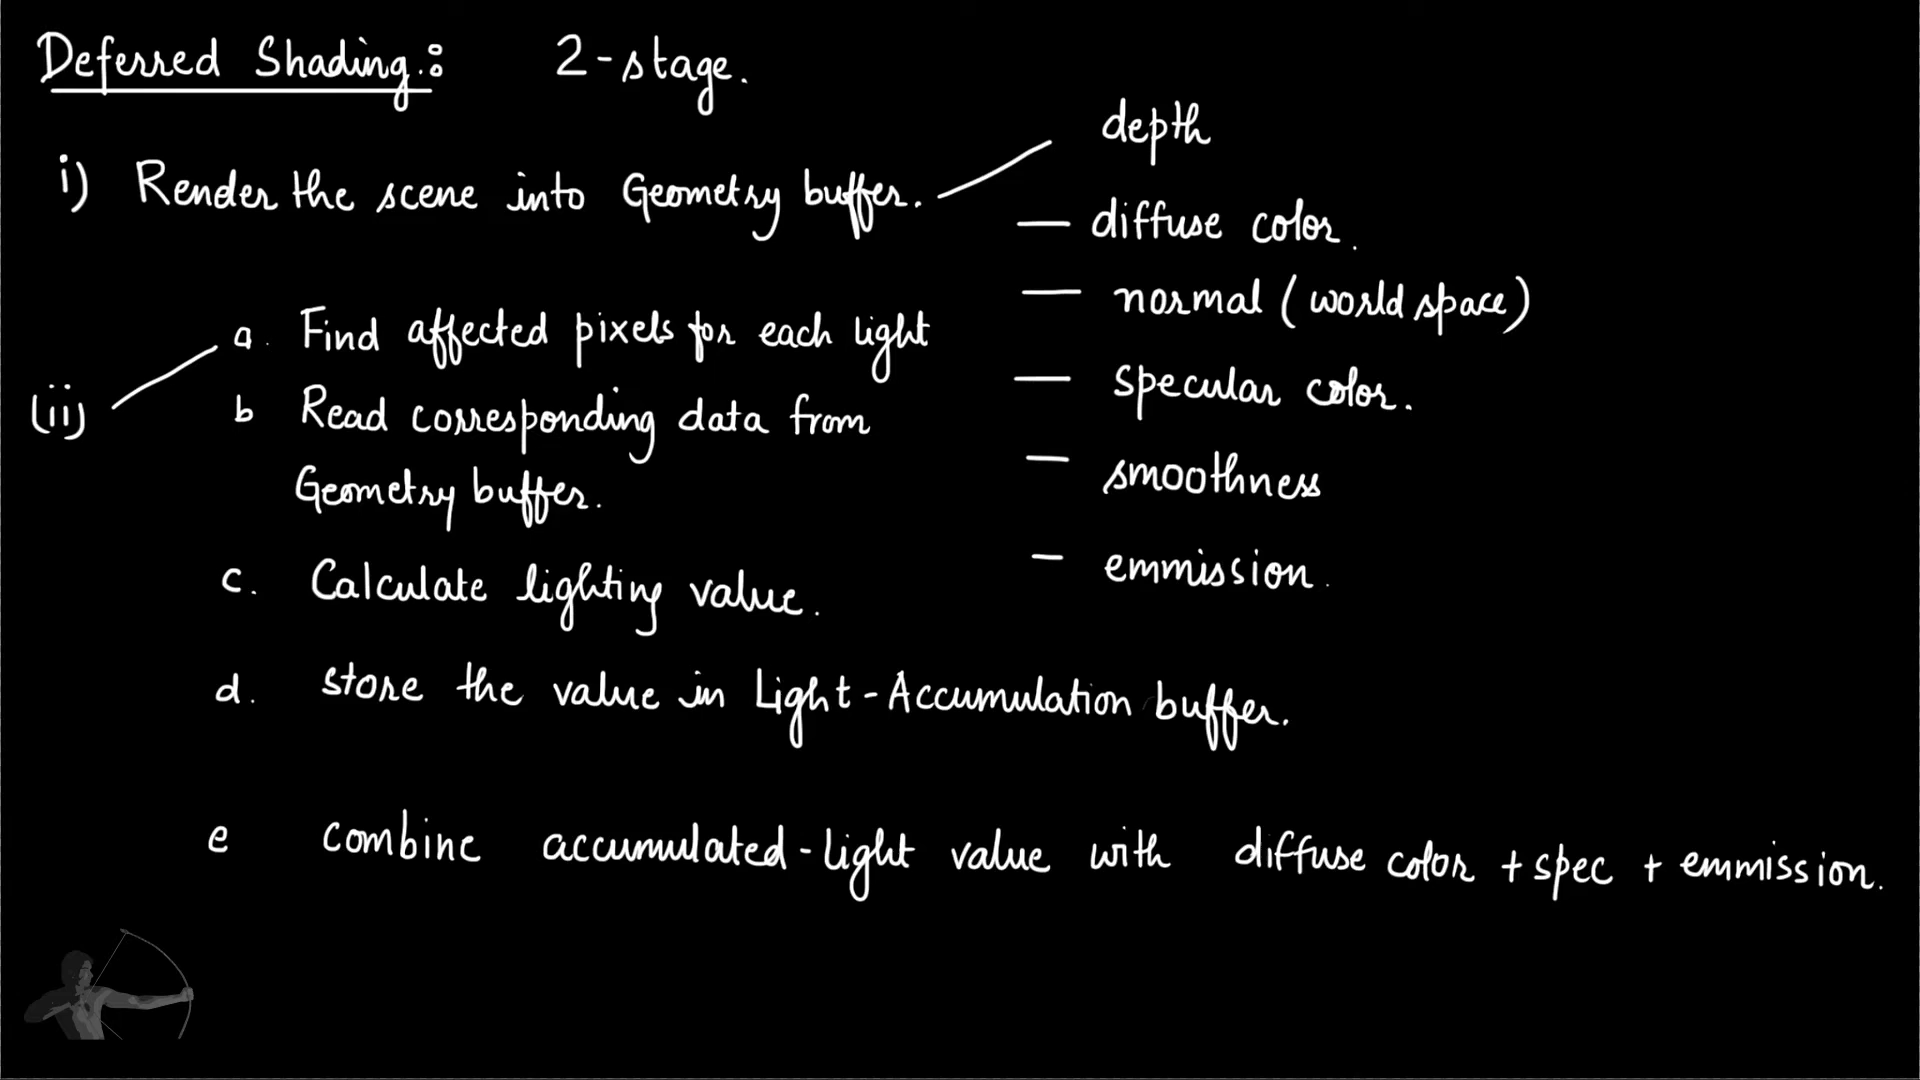 Deferred Shading :   2-stage.
i) Render the scene into Geometry buffer.
depth
— diffuse color.
— normal (world space)
— specular color.
— smoothness
— emmission.
(ii)
a. Find affected pixels for each light
b Read corresponding data from
Geometry buffer.
c. Calculate lighting value.
d. store the value in Light-Accumulation buffer.
e combine accumulated-light value with diffuse color + spec + emmission.